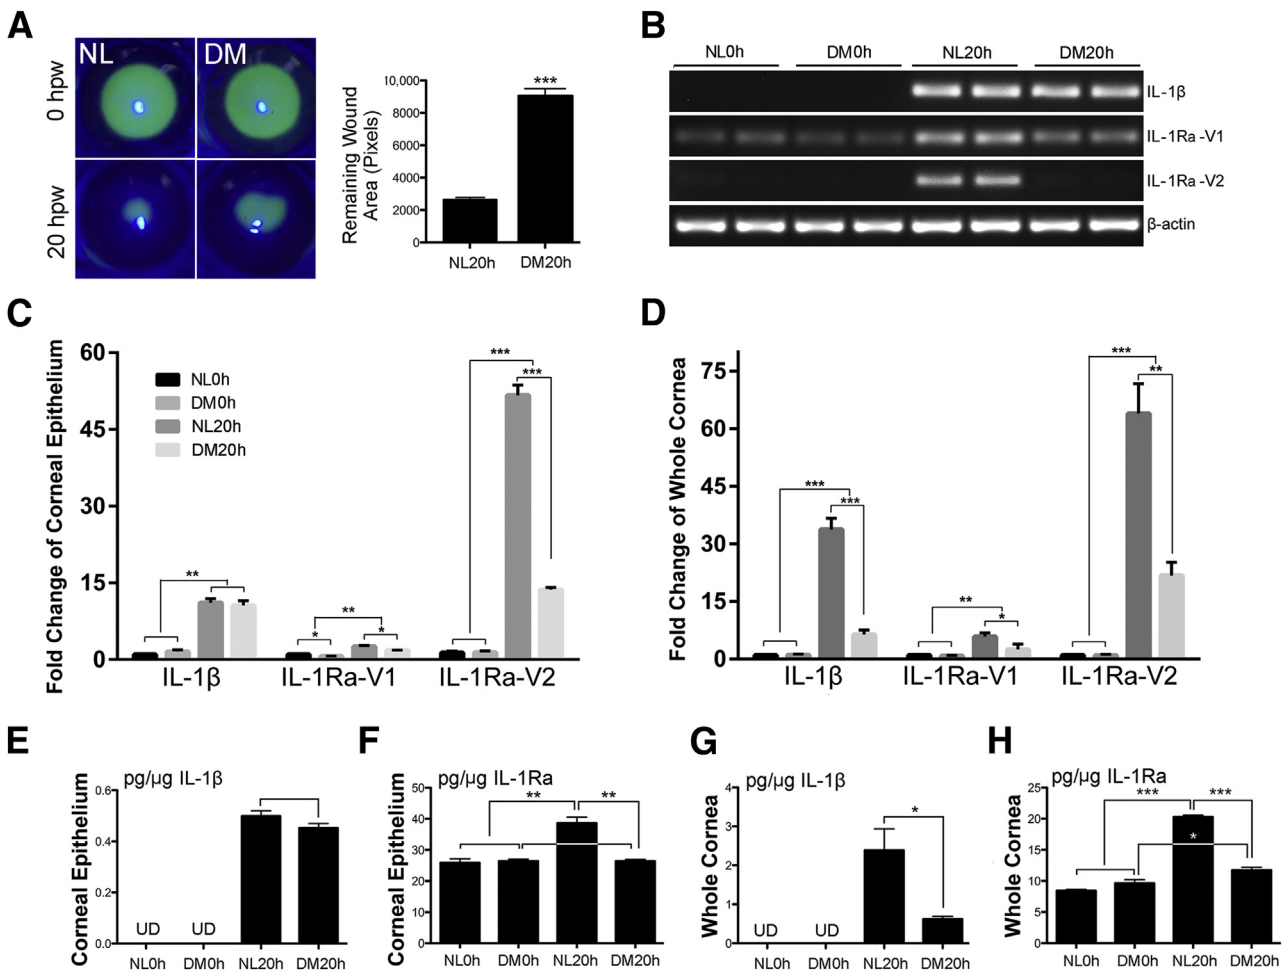 A
NL
DM
0 hpw
20 hpw
Remaining Wound
Area (Pixels)
10,000
8000
6000
4000
2000
0
***
NL20h
DM20h
B
NL0h
DM0h
NL20h
DM20h
IL-1β
IL-1Ra-V1
IL-1Ra-V2
β-actin
C
Fold Change of Corneal Epithelium
60
45
30
15
0
NL0h
DM0h
NL20h
DM20h
**
*
**
*
***
***
IL-1β
IL-1Ra-V1
IL-1Ra-V2
D
Fold Change of Whole Cornea
75
60
45
30
15
0
***
***
**
*
***
**
IL-1β
IL-1Ra-V1
IL-1Ra-V2
E
pg/µg IL-1β
Corneal Epithelium
0.6
0.4
0.2
0.0
UD
UD
NL0h
DM0h
NL20h
DM20h
F
pg/µg IL-1Ra
Corneal Epithelium
50
40
30
20
10
0
**
**
NL0h
DM0h
NL20h
DM20h
G
pg/µg IL-1β
Whole Cornea
4
3
2
1
0
UD
UD
*
NL0h
DM0h
NL20h
DM20h
H
pg/µg IL-1Ra
Whole Cornea
25
20
15
10
5
0
***
***
*
NL0h
DM0h
NL20h
DM20h